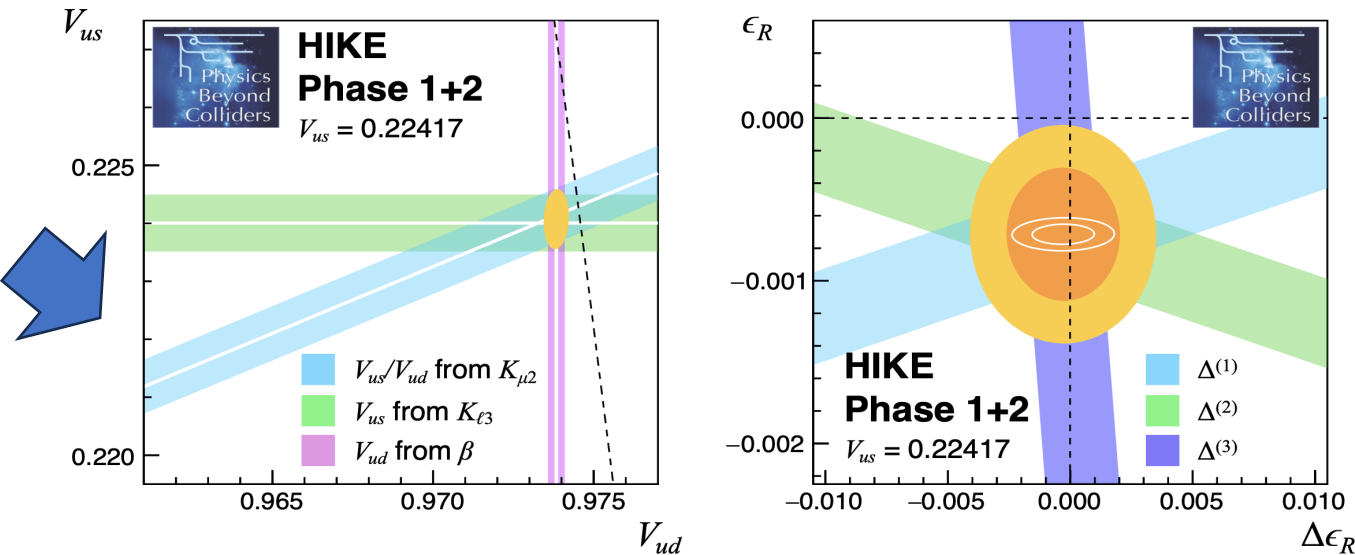 V_us
Physics
Beyond
Colliders
HIKE
Phase 1+2
V_us = 0.22417
0.225
0.220
V_us/V_ud from K_μ2
V_us from K_ℓ3
V_ud from β
0.965
0.970
0.975
V_ud
ϵ_R
Physics
Beyond
Colliders
0.000
−0.001
−0.002
HIKE
Phase 1+2
V_us = 0.22417
Δ⁽¹⁾
Δ⁽²⁾
Δ⁽³⁾
−0.010
−0.005
0.000
0.005
0.010
Δϵ_R